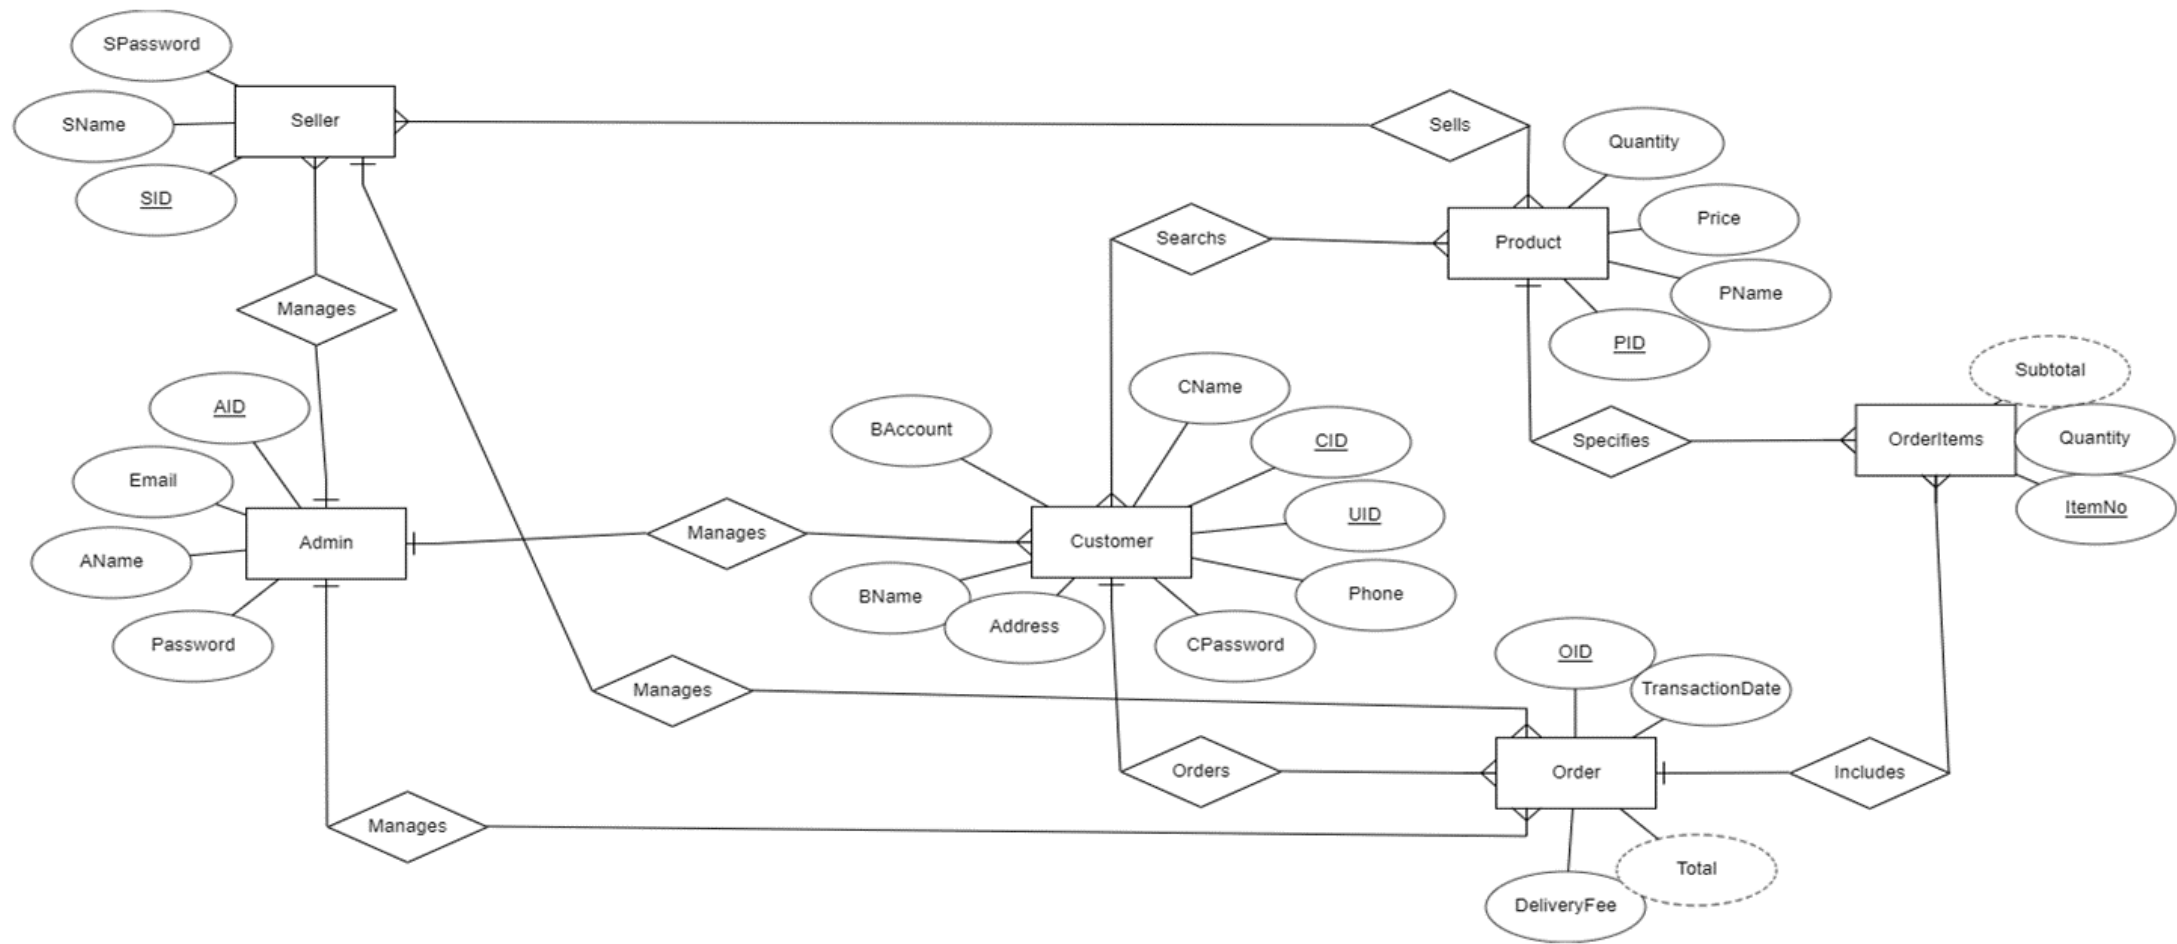 SPassword
SName
Seller
SID
Sells
Quantity
Price
Searchs
Product
PName
PID
Manages
AID
Email
Admin
AName
Password
Manages
BAccount
CName
CID
UID
Customer
Phone
BName
Address
CPassword
Specifies
Subtotal
OrderItems
Quantity
ItemNo
Manages
OID
TransactionDate
Orders
Order
Includes
Manages
Total
DeliveryFee